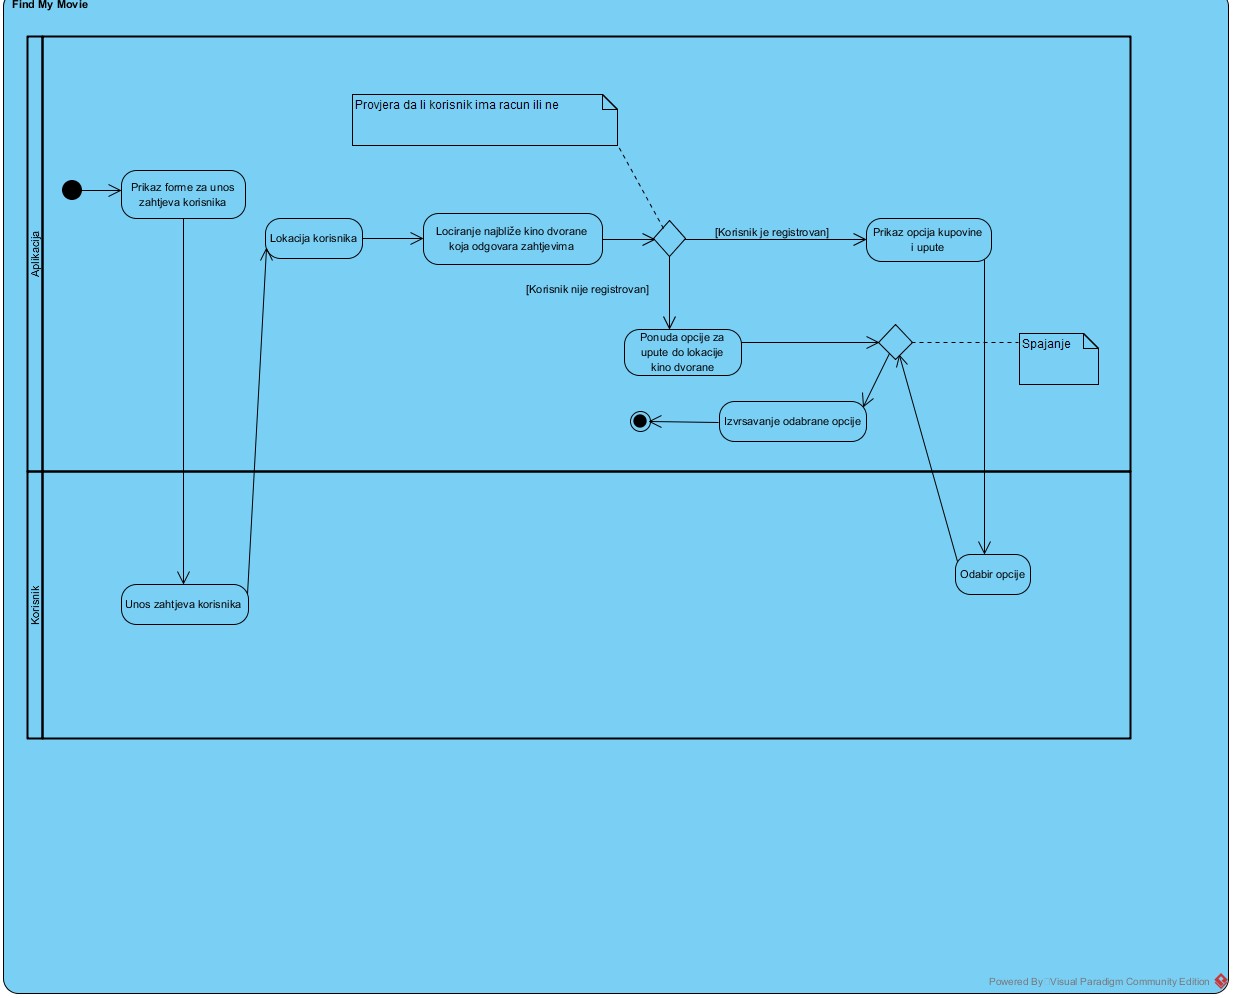 Find My Movie
Provjera da li korisnik ima racun ili ne
Prikaz forme za unos
zahtjeva korisnika
Aplikacija
Lokacija korisnika
Lociranje najbliže kino dvorane
koja odgovara zahtjevima
[Korisnik je registrovan]
Prikaz opcija kupovine
i upute
[Korisnik nije registrovan]
Ponuda opcije za
upute do lokacije
kino dvorane
Spajanje
Izvrsavanje odabrane opcije
Korisnik
Unos zahtjeva korisnika
Odabir opcije
Powered By Visual Paradigm Community Edition